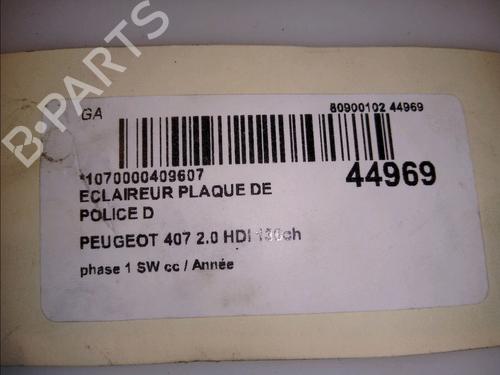 GA
80900102 44969
*1070000409607
44969
ECLAIREUR PLAQUE DE
POLICE D
PEUGEOT 407 2.0 HDI 136ch
phase 1 SW cc / Année
B-PARTS